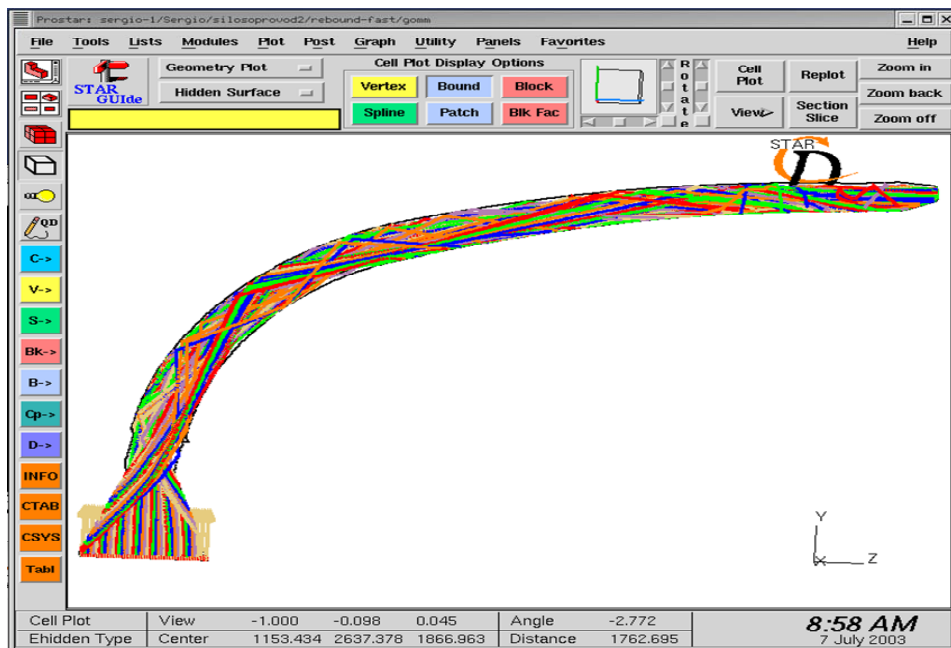 Prostar: sergio-1/Sergio/silosoprovod2/rebound-fast/gomm
File Tools Lists Modules Plot Post Graph Utility Panels Favorites Help
STAR GUIde
Geometry Plot
Hidden Surface
Cell Plot Display Options
Vertex Bound Block
Spline Patch Blk Fac
Rotate
Cell Plot
Replot
Zoom in
View>
Section Slice
Zoom back
Zoom off
QD
C->
V->
S->
Bk->
B->
Cp->
D->
INFO
CTAB
CSYS
Tabl
STAR
D
Y
X Z
Cell Plot View -1.000 -0.098 0.045 Angle -2.772
Ehidden Type Center 1153.434 2637.378 1866.963 Distance 1762.695
8:58 AM
7 July 2003